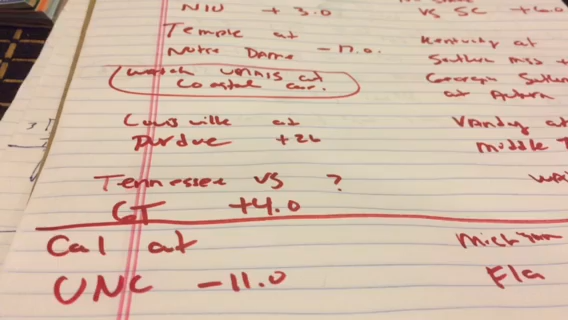 NIU + 3.0
vs SC
Temple at
Notre Dame - 17.0.
Kentucky at
Southern miss
watch
at
Coastal Car.
Georgia Southern
at Auburn
Louisville at
Purdue +26
Vandy at
middle T
Tennessee vs ?
GT +4.0
Cal at
UNC -11.0
Michigan
Fla